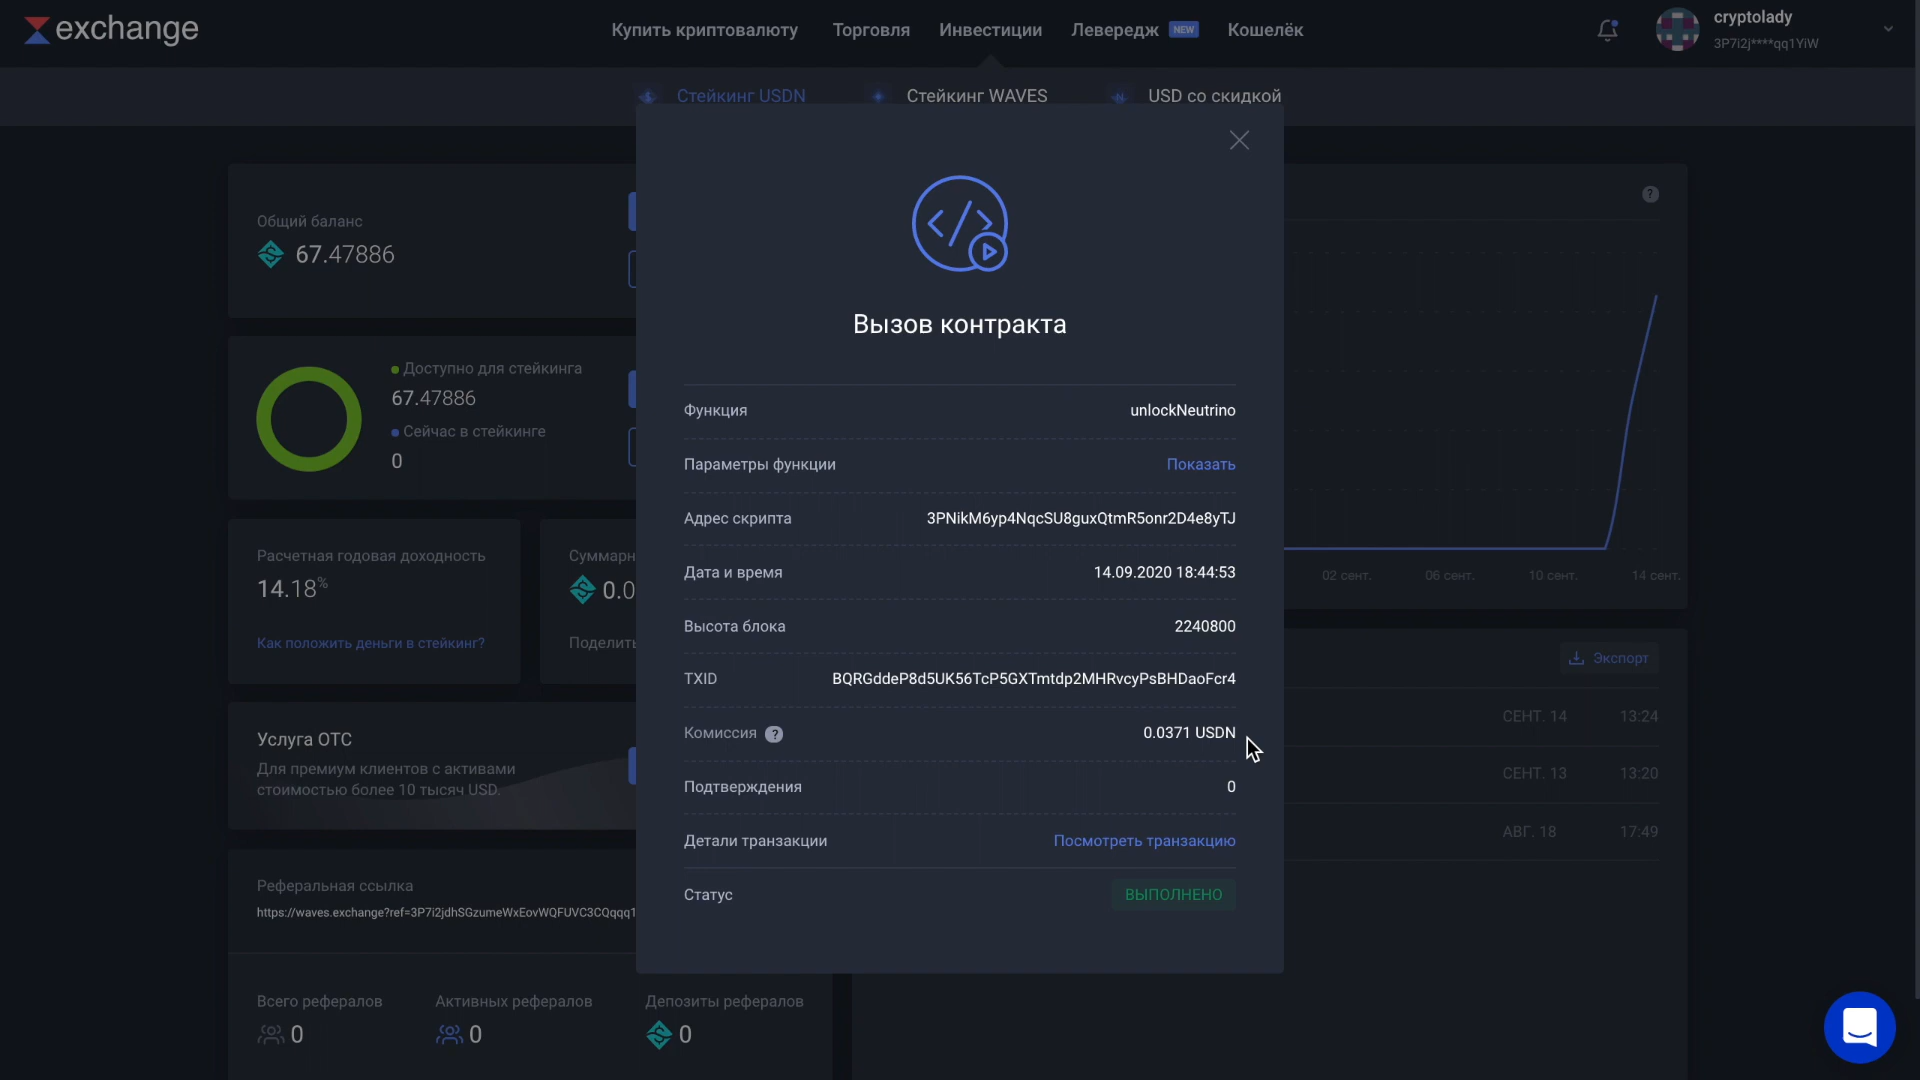 exchange
Купить криптовалюту
Торговля
Инвестиции
Левередж NEW
Кошелёк
cryptolady
3P7i2j****qq1YiW
Стейкинг USDN
Стейкинг WAVES
USD со скидкой
Общий баланс
67.47886
Доступно для стейкинга
67.47886
Сейчас в стейкинге
0
Расчетная годовая доходность
14.18%
Как положить деньги в стейкинг?
Суммарн
0.0
Поделить
Услуга OTC
Для премиум клиентов с активами
стоимостью более 10 тысяч USD.
Реферальная ссылка
https://waves.exchange?ref=3P7i2jdhSGzumeWxEovWQFUVC3CQqqq1
Всего рефералов
0
Активных рефералов
0
Депозиты рефералов
0
Вызов контракта
Функция unlockNeutrino
Параметры функции Показать
Адрес скрипта 3PNikM6yp4NqcSU8guxQtmR5onr2D4e8yTJ
Дата и время 14.09.2020 18:44:53
Высота блока 2240800
TXID BQRGddeP8d5UK56TcP5GXTmtdp2MHRvcyPsBHDaoFcr4
Комиссия ? 0.0371 USDN
Подтверждения 0
Детали транзакции Посмотреть транзакцию
Статус ВЫПОЛНЕНО
?
02 сент. 06 сент. 10 сент. 14 сент.
Экспорт
СЕНТ. 14 13:24
СЕНТ. 13 13:20
АВГ. 18 17:49